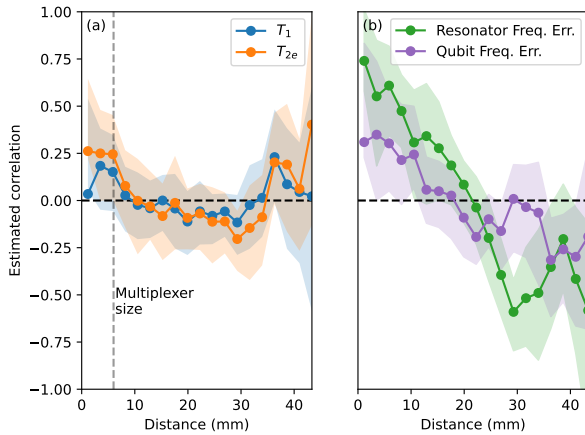 (a)
T1
T2e
Multiplexer
size
Estimated correlation
1.00
0.75
0.50
0.25
0.00
−0.25
−0.50
−0.75
−1.00
0
10
20
30
40
Distance (mm)
(b)
Resonator Freq. Err.
Qubit Freq. Err.
0
10
20
30
40
Distance (mm)